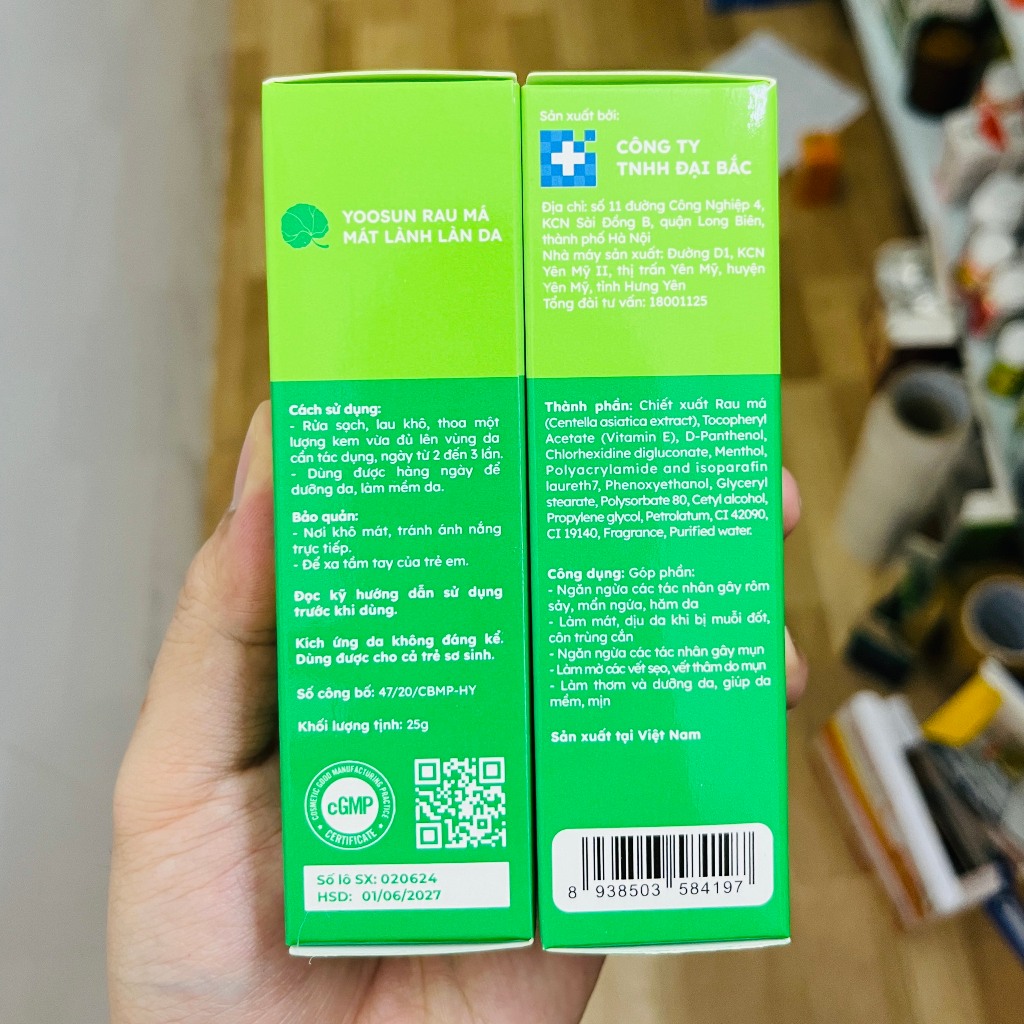 YOOSUN RAU MÁ
MÁT LÀNH LÀN DA
Cách sử dụng:
- Rửa sạch, lau khô, thoa một
lượng kem vừa đủ lên vùng da
cần tác dụng, ngày từ 2 đến 3 lần.
- Dùng được hàng ngày để
dưỡng da, làm mềm da.
Bảo quản:
- Nơi khô mát, tránh ánh nắng
trực tiếp.
- Để xa tầm tay của trẻ em.
Đọc kỹ hướng dẫn sử dụng
trước khi dùng.
Kích ứng da không đáng kể.
Dùng được cho cả trẻ sơ sinh.
Số công bố: 47/20/CBMP-HY
Khối lượng tịnh: 25g
COSMETIC GOOD MANUFACTURING PRACTICE
cGMP
CERTIFICATE
Số lô SX: 020624
HSD: 01/06/2027
Sản xuất bởi:
CÔNG TY
TNHH ĐẠI BẮC
Địa chỉ: số 11 đường Công Nghiệp 4,
KCN Sài Đồng B, quận Long Biên,
thành phố Hà Nội
Nhà máy sản xuất: Đường D1, KCN
Yên Mỹ II, thị trấn Yên Mỹ, huyện
Yên Mỹ, tỉnh Hưng Yên
Tổng đài tư vấn: 18001125
Thành phần: Chiết xuất Rau má
(Centella asiatica extract), Tocopheryl
Acetate (Vitamin E), D-Panthenol,
Chlorhexidine digluconate, Menthol,
Polyacrylamide and isoparafin
laureth7, Phenoxyethanol, Glyceryl
stearate, Polysorbate 80, Cetyl alcohol,
Propylene glycol, Petrolatum, CI 42090,
CI 19140, Fragrance, Purified water.
Công dụng: Góp phần:
- Ngăn ngừa các tác nhân gây rôm
sảy, mẩn ngứa, hăm da
- Làm mát, dịu da khi bị muỗi đốt,
côn trùng cắn
- Ngăn ngừa các tác nhân gây mụn
- Làm mờ các vết sẹo, vết thâm do mụn
- Làm thơm và dưỡng da, giúp da
mềm, mịn
Sản xuất tại Việt Nam
8 938503 584197